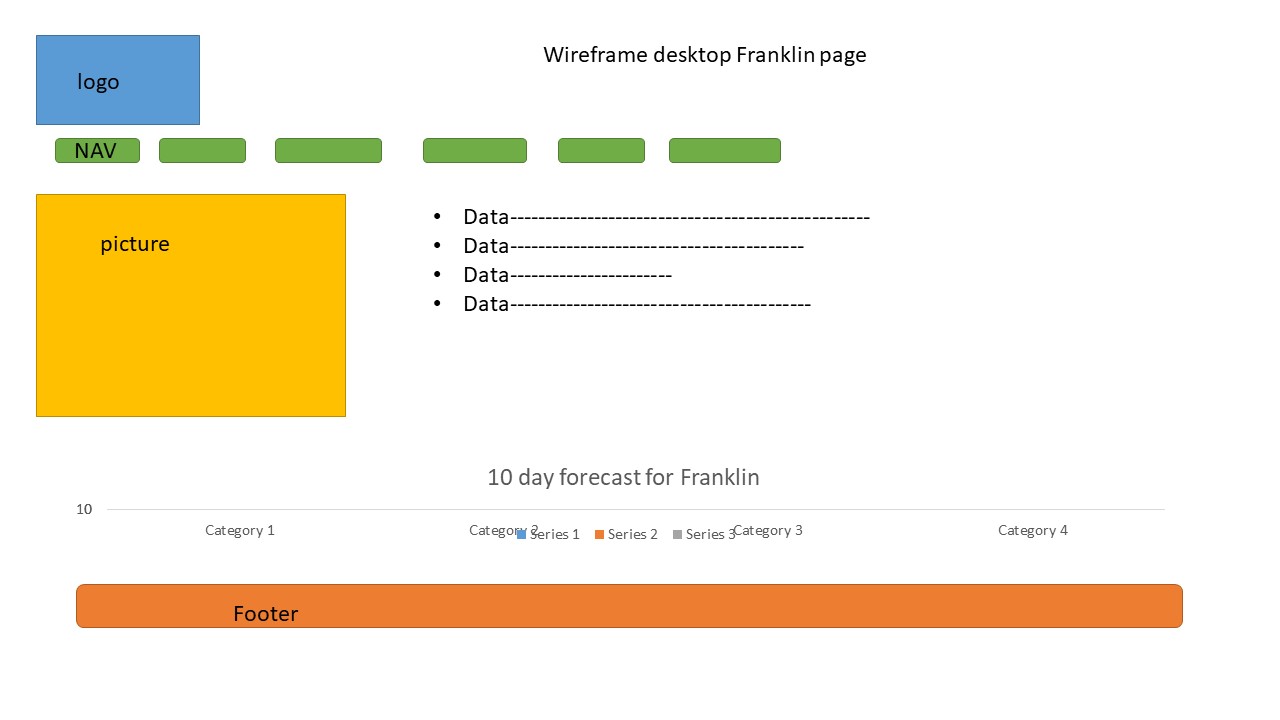 Wireframe desktop Franklin page
logo
NAV
picture
• Data---------------------------------------------------
• Data------------------------------------------
• Data-----------------------
• Data-------------------------------------------
10 day forecast for Franklin
10
Category 1 Category 2 Category 3 Category 4
Series 1 Series 2 Series 3
Footer